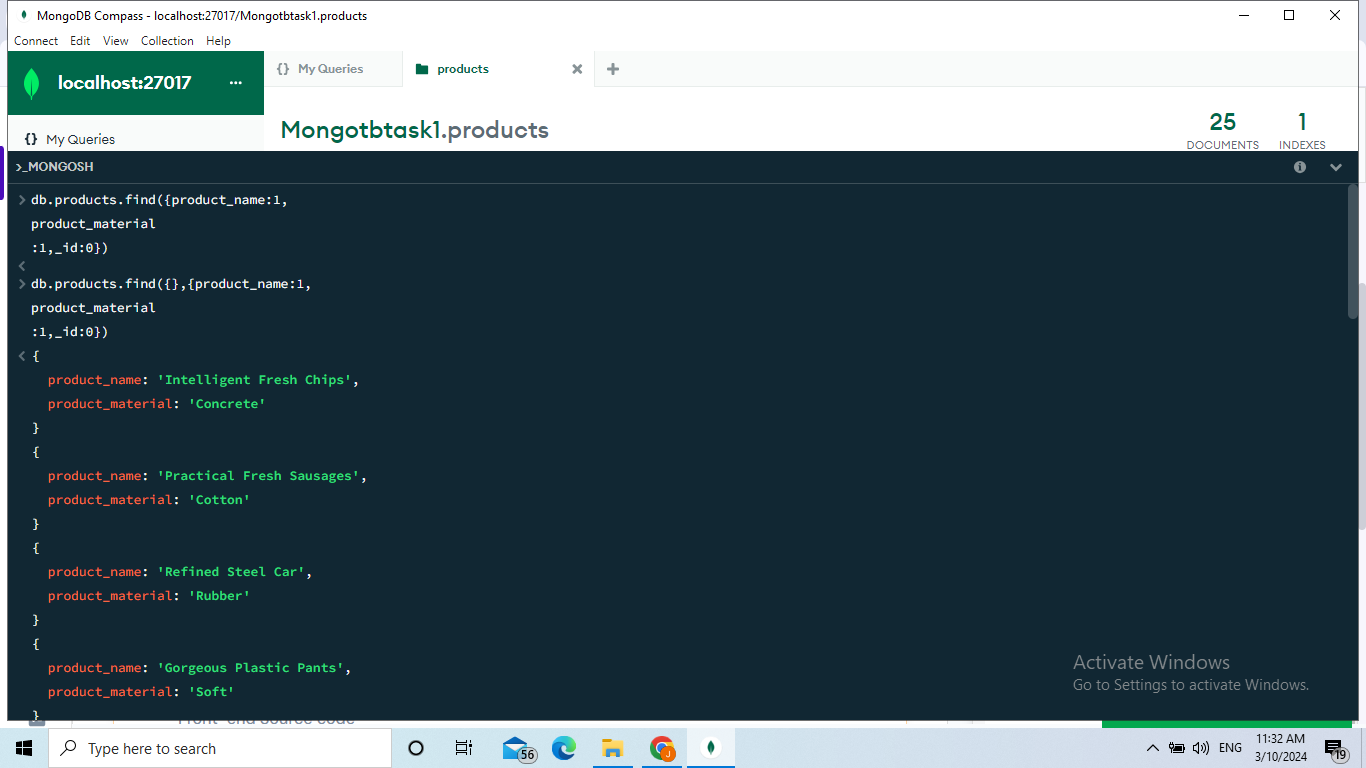 MongoDB Compass - localhost:27017/Mongotbtask1.products
Connect Edit View Collection Help
localhost:27017 ...
{} My Queries
products
{} My Queries
Mongotbtask1.products
25
DOCUMENTS
1
INDEXES
>_MONGOSH
> db.products.find({product_name:1,
product_material
:1,_id:0})
<
> db.products.find({},{product_name:1,
product_material
:1,_id:0})
< {
product_name: 'Intelligent Fresh Chips',
product_material: 'Concrete'
}
{
product_name: 'Practical Fresh Sausages',
product_material: 'Cotton'
}
{
product_name: 'Refined Steel Car',
product_material: 'Rubber'
}
{
product_name: 'Gorgeous Plastic Pants',
product_material: 'Soft'
}
Activate Windows
Go to Settings to activate Windows.
Front-end Source code
Type here to search
56
J
ENG
11:32 AM
3/10/2024
19